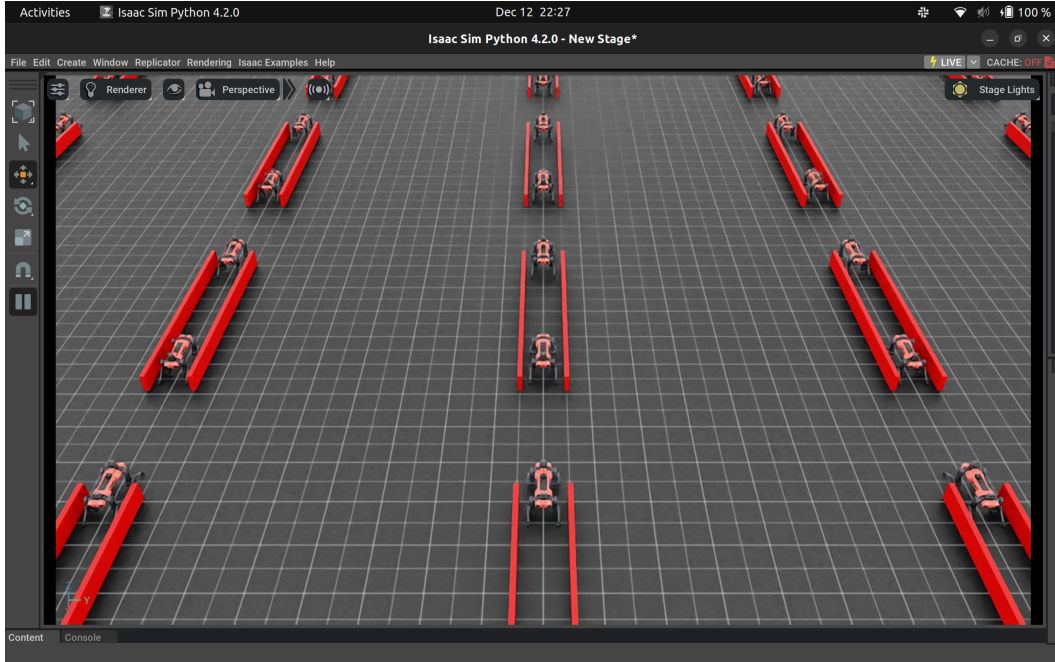 Activities Isaac Sim Python 4.2.0 Dec 12 22:27 100 %
Isaac Sim Python 4.2.0 - New Stage*
File Edit Create Window Replicator Rendering Isaac Examples Help LIVE CACHE: OFF
Renderer Perspective Stage Lights
Y
Content Console